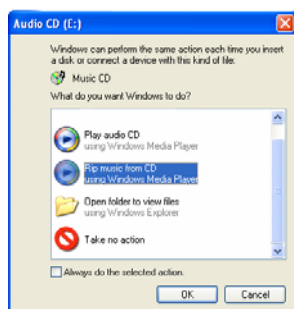 Audio CD (E:)
Windows can perform the same action each time you insert
a disk or connect a device with this kind of file:
Music CD
What do you want Windows to do?
Play audio CD
using Windows Media Player
Rip music from CD
using Windows Media Player
Open folder to view files
using Windows Explorer
Take no action
Always do the selected action.
OK
Cancel